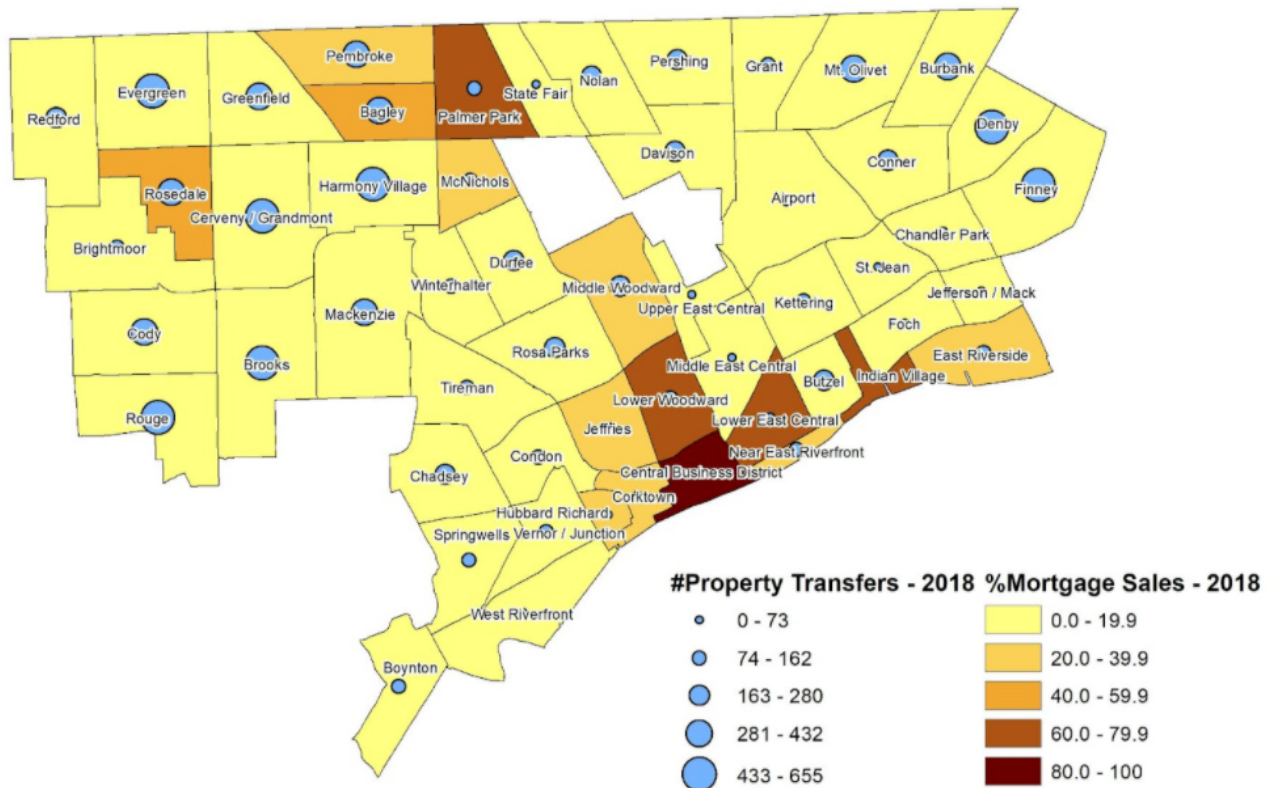 Pembroke
Evergreen
Greenfield
Redford
Bagley
Palmer Park
State Fair
Nolan
Pershing
Grant
Mt. Olivet
Burbank
Denby
Davison
Conner
Finney
Rosedale
Harmony Village
McNichols
Cerveny / Grandmont
Airport
Brightmoor
Chandler Park
Durfee
St. Jean
Winterhalter
Middle Woodward
Jefferson / Mack
Mackenzie
Upper East Central
Kettering
Foch
Cody
Rosa Parks
East Riverside
Brooks
Middle East Central
Tireman
Butzel
Indian Village
Lower Woodward
Rouge
Lower East Central
Jeffries
Near East Riverfront
Condon
Central Business District
Chadsey
Corktown
Hubbard Richard
Springwells
Vernor / Junction
West Riverfront
Boynton
#Property Transfers - 2018
0 - 73
74 - 162
163 - 280
281 - 432
433 - 655
%Mortgage Sales - 2018
0.0 - 19.9
20.0 - 39.9
40.0 - 59.9
60.0 - 79.9
80.0 - 100